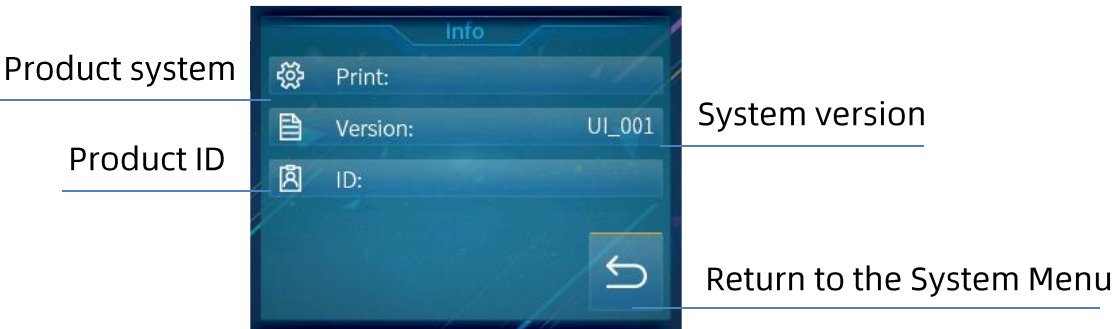 Info
Product system
Print:
Version: UI_001
System version
Product ID
ID:
Return to the System Menu